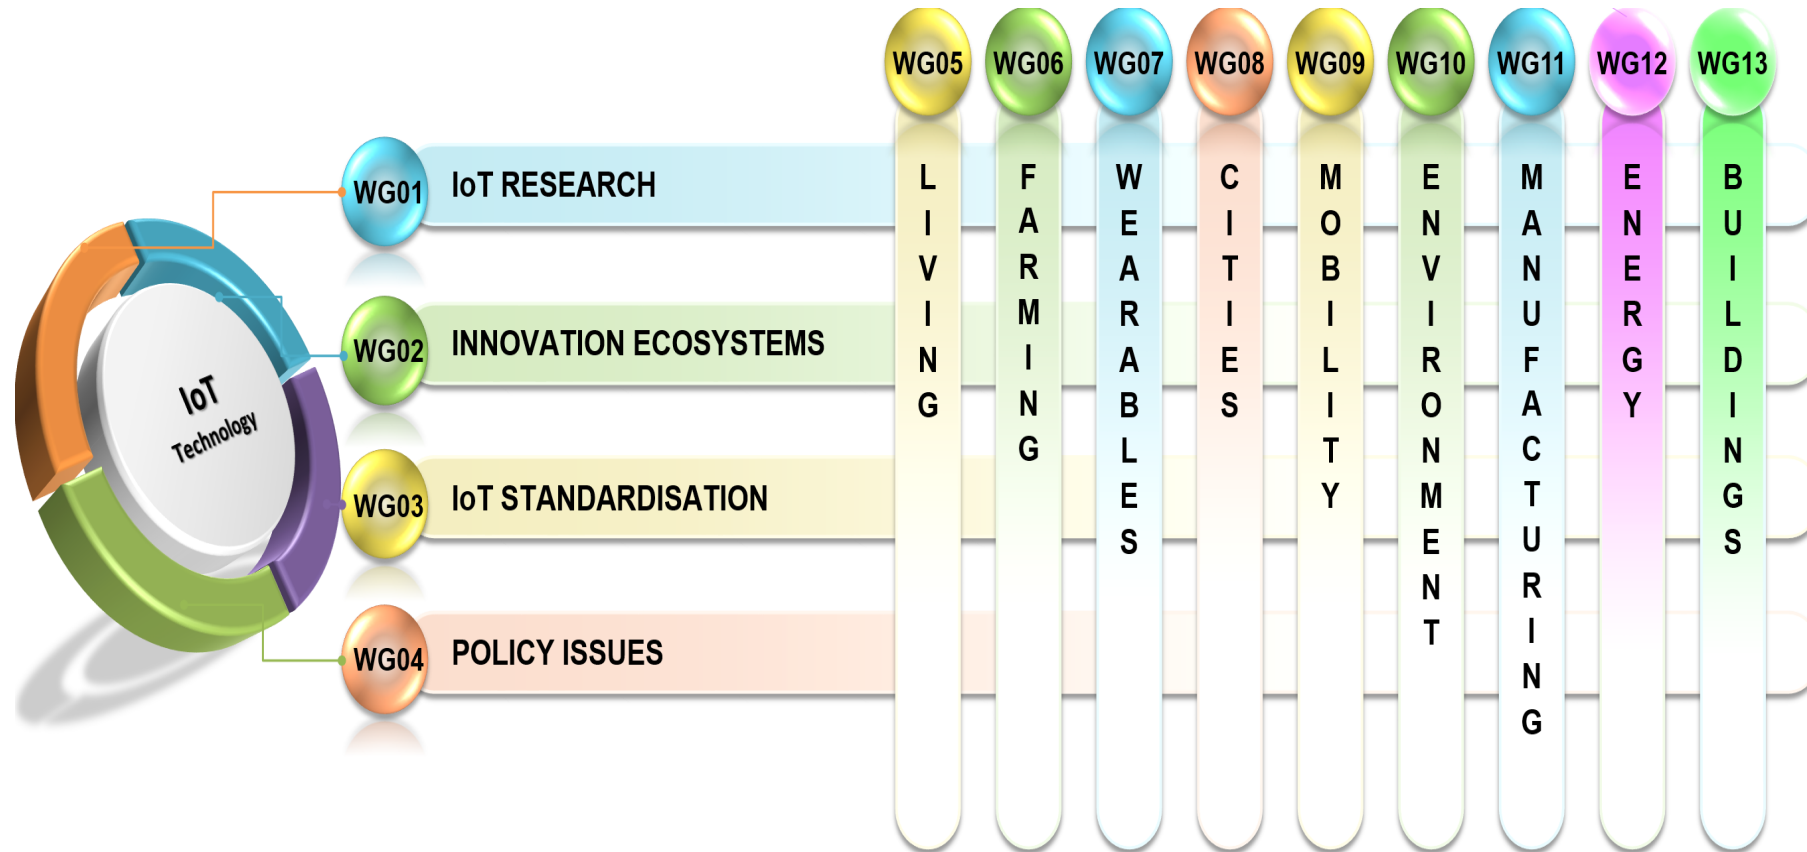 WG05 WG06 WG07 WG08 WG09 WG10 WG11 WG12 WG13
WG01 IoT RESEARCH
WG02 INNOVATION ECOSYSTEMS
WG03 IoT STANDARDISATION
WG04 POLICY ISSUES
IoT
Technology
LIVING
FARMING
WEARABLES
CITIES
MOBILITY
ENVIRONMENT
MANUFACTURING
ENERGY
BUILDINGS